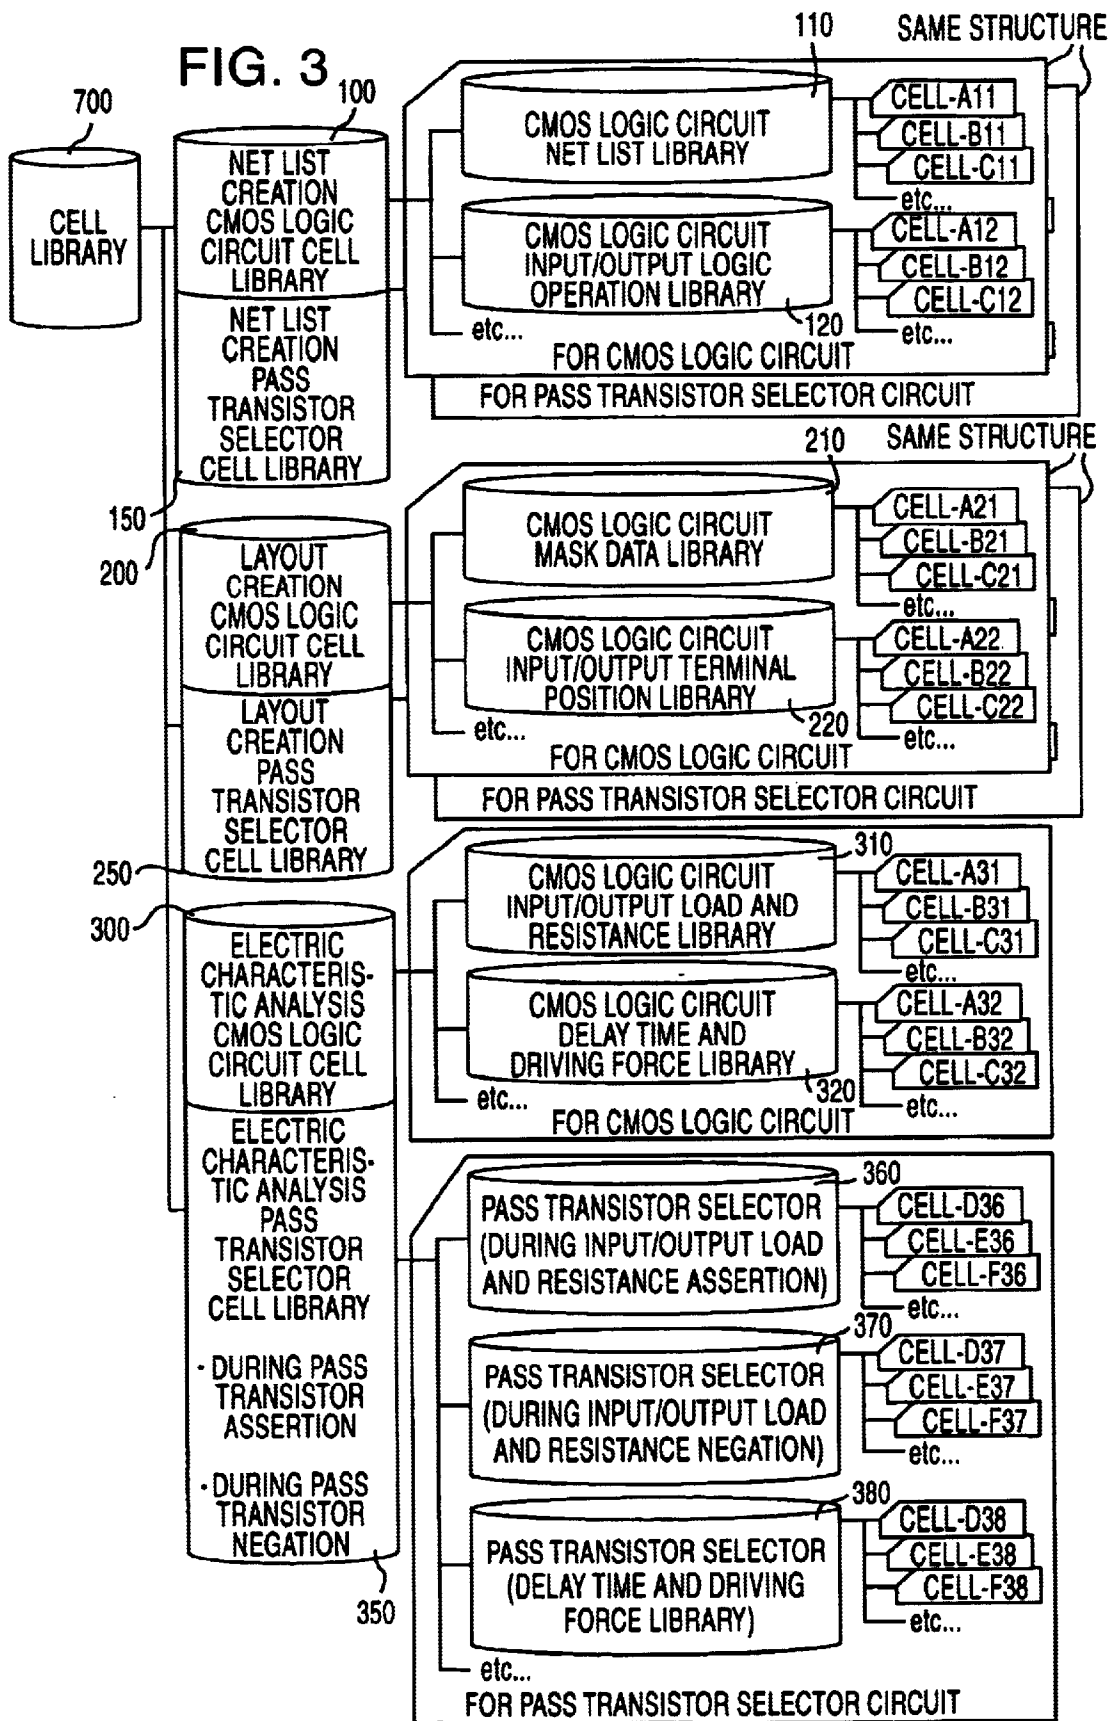 FIG. 3
SAME STRUCTURE
700
CELL
LIBRARY
100
NET LIST
CREATION
CMOS LOGIC
CIRCUIT CELL
LIBRARY
NET LIST
CREATION
PASS
TRANSISTOR
SELECTOR
CELL LIBRARY
150
110
CMOS LOGIC CIRCUIT
NET LIST LIBRARY
CELL-A11
CELL-B11
CELL-C11
etc...
CMOS LOGIC CIRCUIT
INPUT/OUTPUT LOGIC
OPERATION LIBRARY
120
CELL-A12
CELL-B12
CELL-C12
etc...
etc...
FOR CMOS LOGIC CIRCUIT
FOR PASS TRANSISTOR SELECTOR CIRCUIT
SAME STRUCTURE
200
LAYOUT
CREATION
CMOS LOGIC
CIRCUIT CELL
LIBRARY
LAYOUT
CREATION
PASS
TRANSISTOR
SELECTOR
CELL LIBRARY
250
210
CMOS LOGIC CIRCUIT
MASK DATA LIBRARY
CELL-A21
CELL-B21
CELL-C21
etc...
CMOS LOGIC CIRCUIT
INPUT/OUTPUT TERMINAL
POSITION LIBRARY
220
CELL-A22
CELL-B22
CELL-C22
etc...
etc...
FOR CMOS LOGIC CIRCUIT
FOR PASS TRANSISTOR SELECTOR CIRCUIT
300
ELECTRIC
CHARACTERIS-
TIC ANALYSIS
CMOS LOGIC
CIRCUIT CELL
LIBRARY
ELECTRIC
CHARACTERIS-
TIC ANALYSIS
PASS
TRANSISTOR
SELECTOR
CELL LIBRARY
· DURING PASS
TRANSISTOR
ASSERTION
· DURING PASS
TRANSISTOR
NEGATION
350
310
CMOS LOGIC CIRCUIT
INPUT/OUTPUT LOAD AND
RESISTANCE LIBRARY
CELL-A31
CELL-B31
CELL-C31
etc...
CMOS LOGIC CIRCUIT
DELAY TIME AND
DRIVING FORCE LIBRARY
320
CELL-A32
CELL-B32
CELL-C32
etc...
etc...
FOR CMOS LOGIC CIRCUIT
360
PASS TRANSISTOR SELECTOR
(DURING INPUT/OUTPUT LOAD
AND RESISTANCE ASSERTION)
CELL-D36
CELL-E36
CELL-F36
etc...
370
PASS TRANSISTOR SELECTOR
(DURING INPUT/OUTPUT LOAD
AND RESISTANCE NEGATION)
CELL-D37
CELL-E37
CELL-F37
etc...
380
PASS TRANSISTOR SELECTOR
(DELAY TIME AND DRIVING
FORCE LIBRARY)
CELL-D38
CELL-E38
CELL-F38
etc...
etc...
FOR PASS TRANSISTOR SELECTOR CIRCUIT